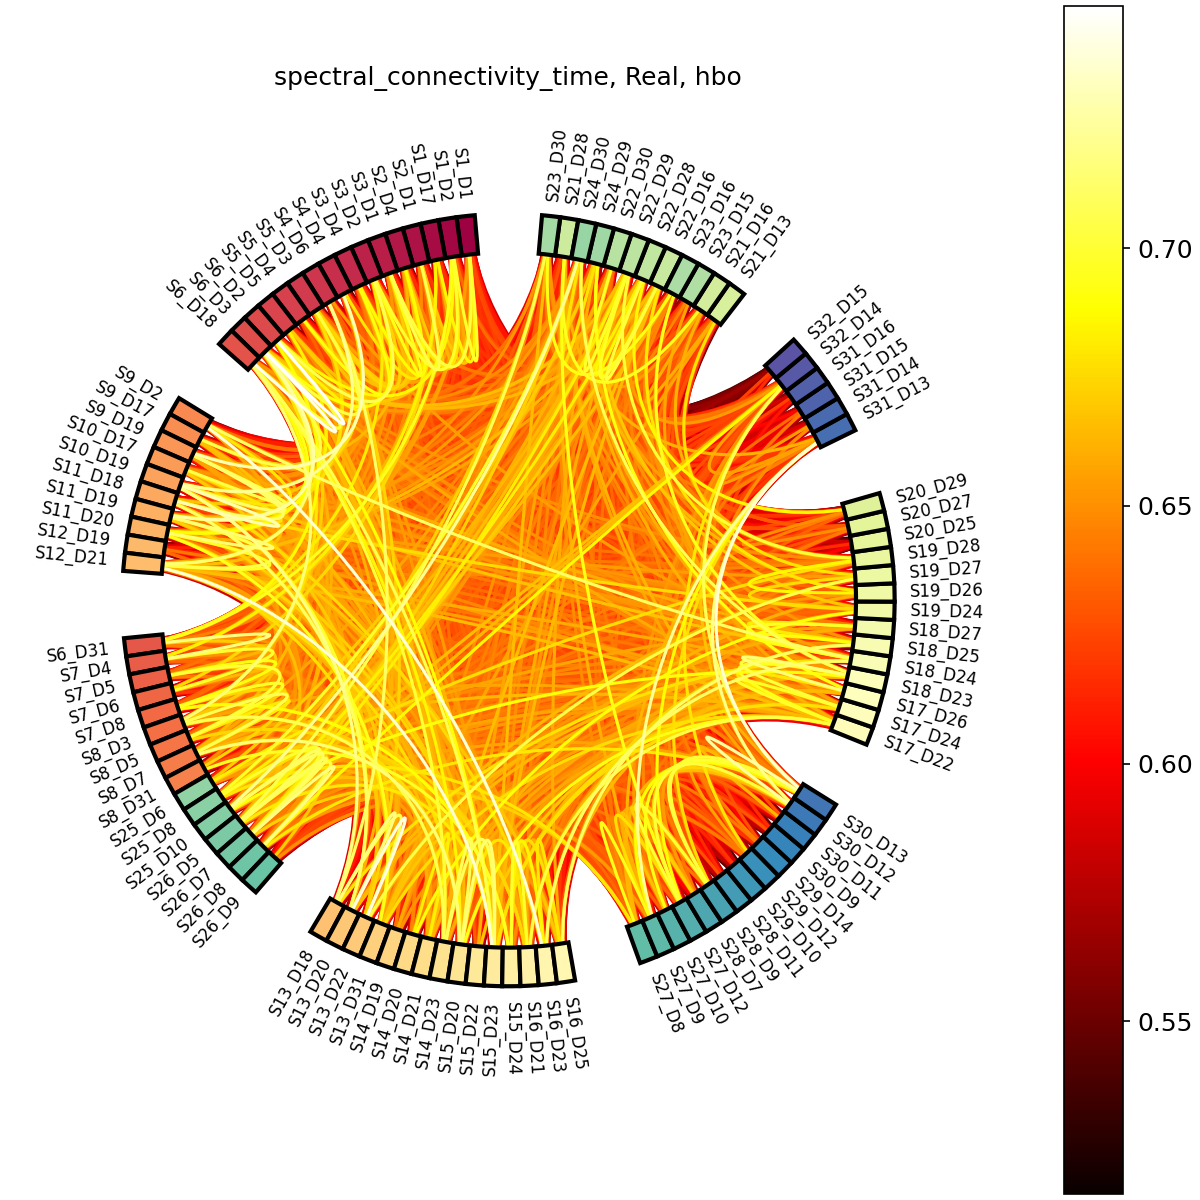 spectral_connectivity_time, Real, hbo
S6_D18
S6_D3
S6_D2
S5_D5
S5_D4
S5_D3
S4_D6
S4_D4
S3_D4
S3_D2
S3_D1
S2_D4
S2_D1
S1_D17
S1_D2
S1_D1
S23_D30
S21_D28
S24_D30
S24_D29
S22_D30
S22_D29
S22_D28
S22_D16
S23_D16
S23_D15
S21_D16
S21_D13
S32_D15
S32_D14
S31_D16
S31_D15
S31_D14
S31_D13
S20_D29
S20_D27
S20_D25
S19_D28
S19_D27
S19_D26
S19_D24
S18_D27
S18_D25
S18_D24
S18_D23
S17_D26
S17_D24
S17_D22
S30_D13
S30_D12
S30_D11
S30_D9
S29_D14
S29_D12
S29_D10
S28_D11
S28_D9
S28_D7
S27_D12
S27_D10
S27_D9
S27_D8
S16_D25
S16_D23
S16_D21
S15_D24
S15_D23
S15_D22
S15_D20
S14_D23
S14_D21
S14_D20
S14_D19
S13_D31
S13_D22
S13_D20
S13_D18
S26_D9
S26_D8
S26_D7
S26_D5
S25_D10
S25_D8
S25_D6
S8_D31
S8_D7
S8_D5
S8_D3
S7_D8
S7_D6
S7_D5
S7_D4
S6_D31
S12_D21
S12_D19
S11_D20
S11_D19
S11_D18
S10_D19
S10_D17
S9_D19
S9_D17
S9_D2
0.70
0.65
0.60
0.55